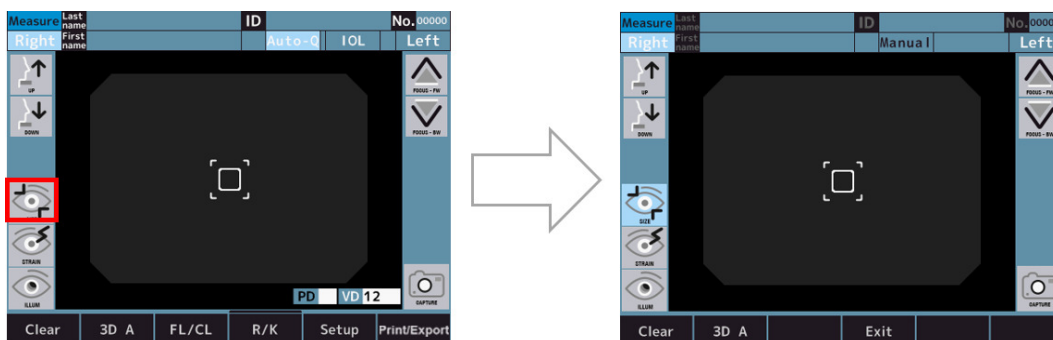 Measure Last name ID No. 00000
Right First name Auto-Q IOL Left
UP
DOWN
FOCUS - FW
FOCUS - BW
STRAIN
ILLUM
CAPTURE
PD VD 12
Clear 3D A FL/CL R/K Setup Print/Export
Measure Last name ID No. 0000
Right First name Manual Left
UP
DOWN
FOCUS - FW
FOCUS - BW
SIZE
STRAIN
ILLUM
CAPTURE
Clear 3D A Exit